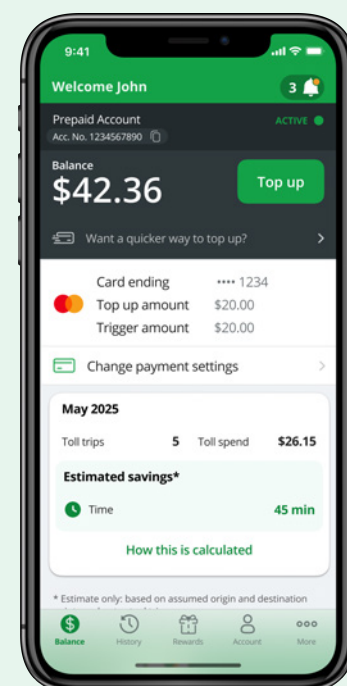 9:41
Welcome John
3
Prepaid Account
ACTIVE
Acc. No. 1234567890
Balance
$42.36
Top up
Want a quicker way to top up?
Card ending •••• 1234
Top up amount $20.00
Trigger amount $20.00
Change payment settings
May 2025
Toll trips 5 Toll spend $26.15
Estimated savings*
Time 45 min
How this is calculated
* Estimate only: based on assumed origin and destination
Balance History Rewards Account More